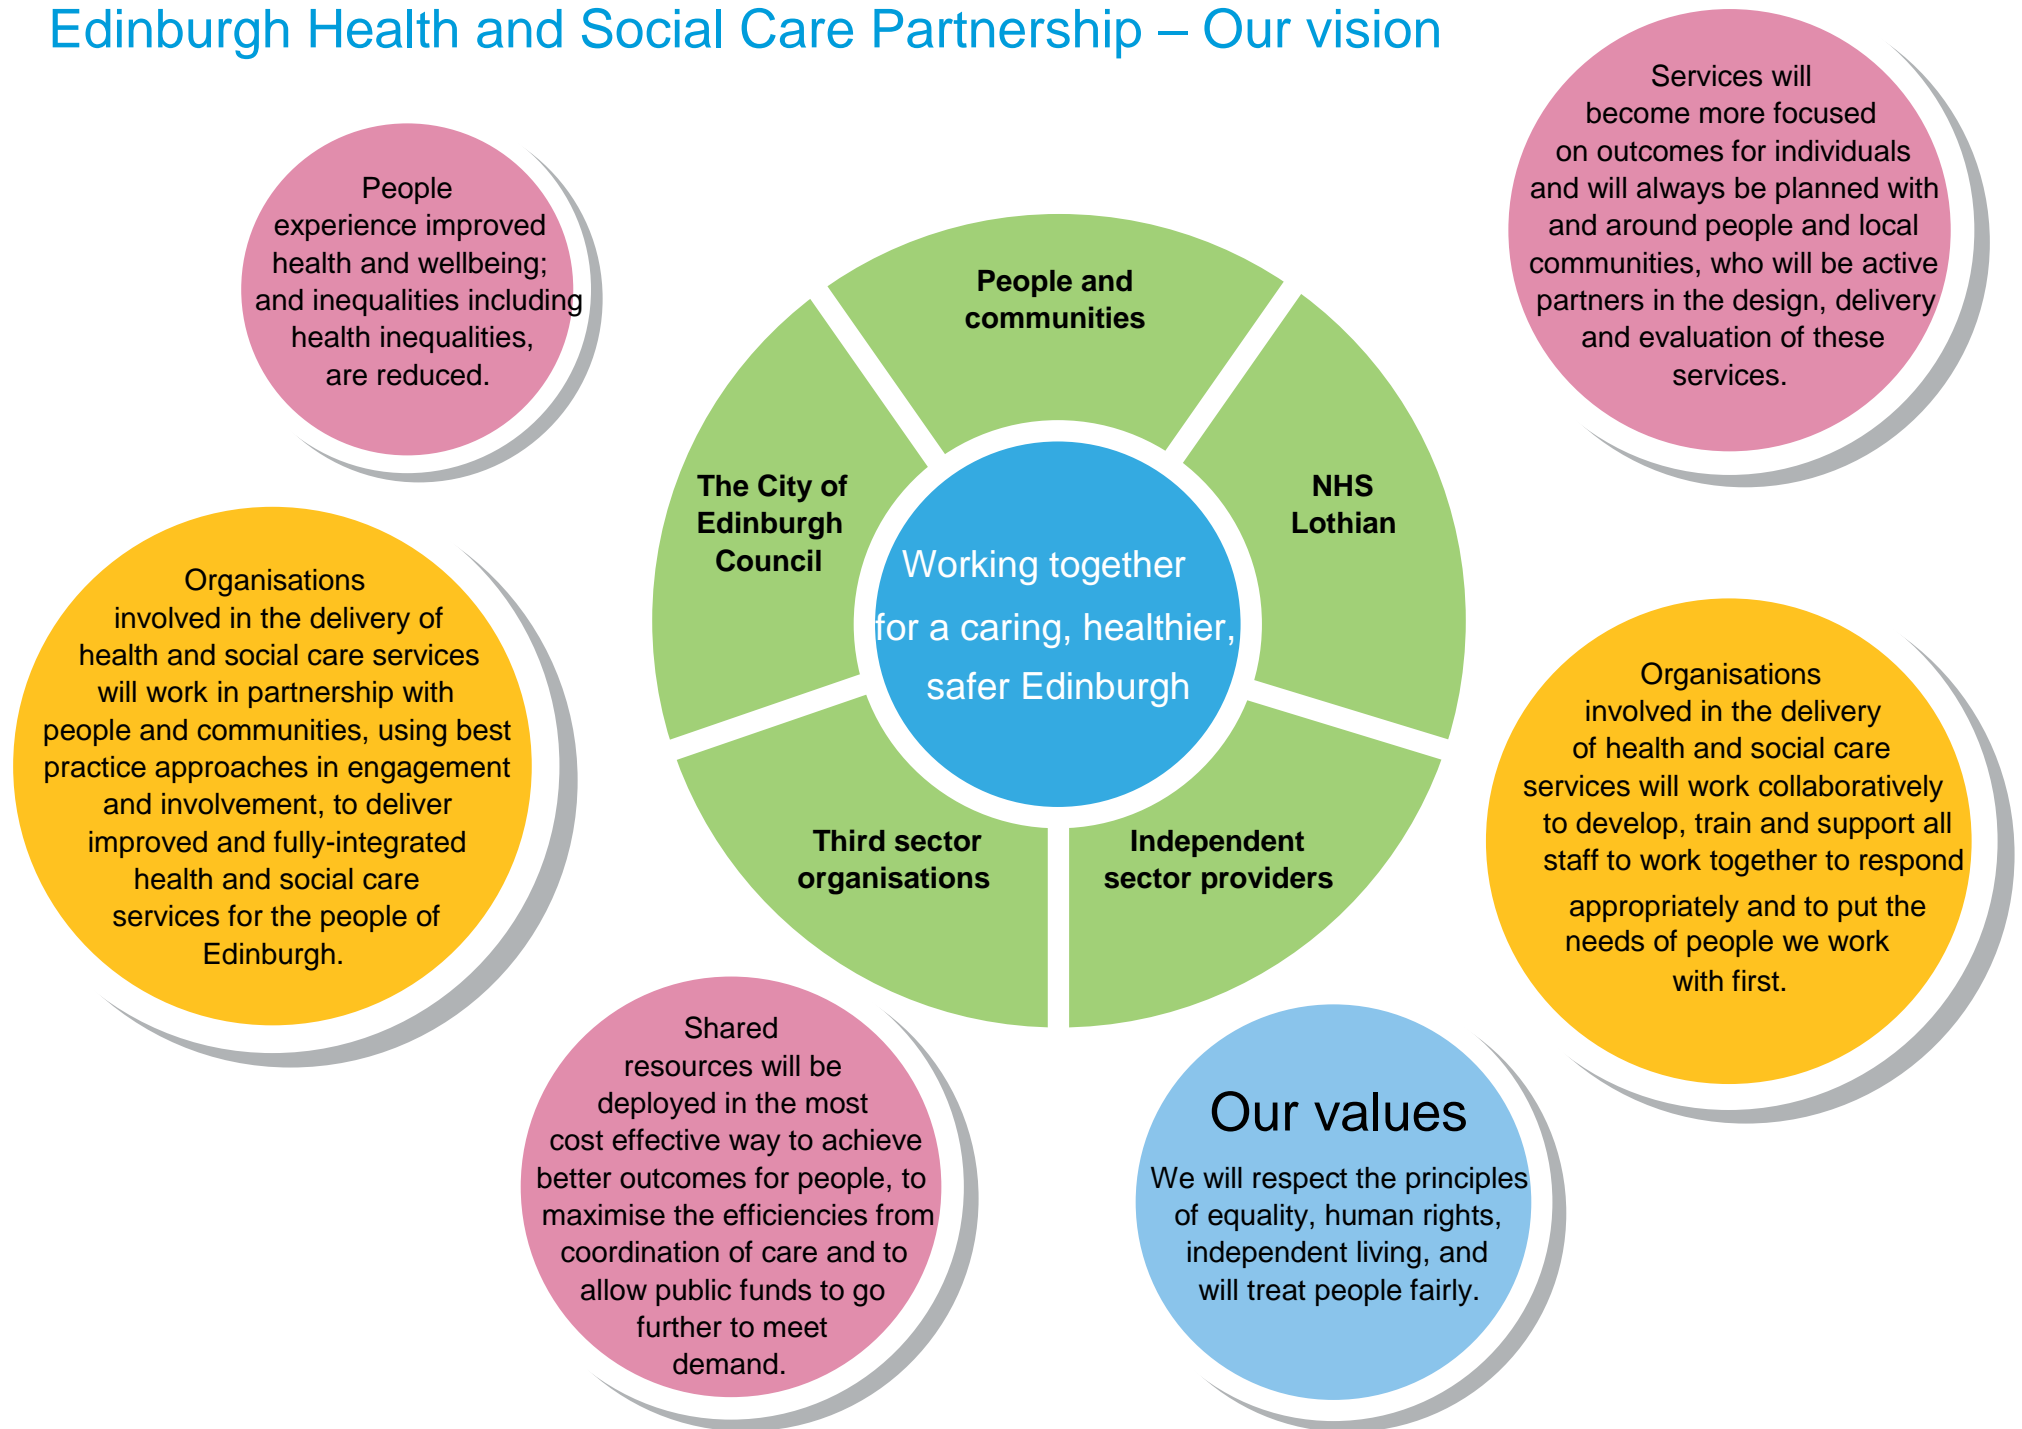 Edinburgh Health and Social Care Partnership – Our vision
People
experience improved
health and wellbeing;
and inequalities including
health inequalities,
are reduced.
Services will
become more focused
on outcomes for individuals
and will always be planned with
and around people and local
communities, who will be active
partners in the design, delivery
and evaluation of these
services.
People and
communities
The City of
Edinburgh
Council
NHS
Lothian
Working together
for a caring, healthier,
safer Edinburgh
Third sector
organisations
Independent
sector providers
Organisations
involved in the delivery of
health and social care services
will work in partnership with
people and communities, using best
practice approaches in engagement
and involvement, to deliver
improved and fully-integrated
health and social care
services for the people of
Edinburgh.
Organisations
involved in the delivery
of health and social care
services will work collaboratively
to develop, train and support all
staff to work together to respond
appropriately and to put the
needs of people we work
with first.
Shared
resources will be
deployed in the most
cost effective way to achieve
better outcomes for people, to
maximise the efficiencies from
coordination of care and to
allow public funds to go
further to meet
demand.
Our values
We will respect the principles
of equality, human rights,
independent living, and
will treat people fairly.